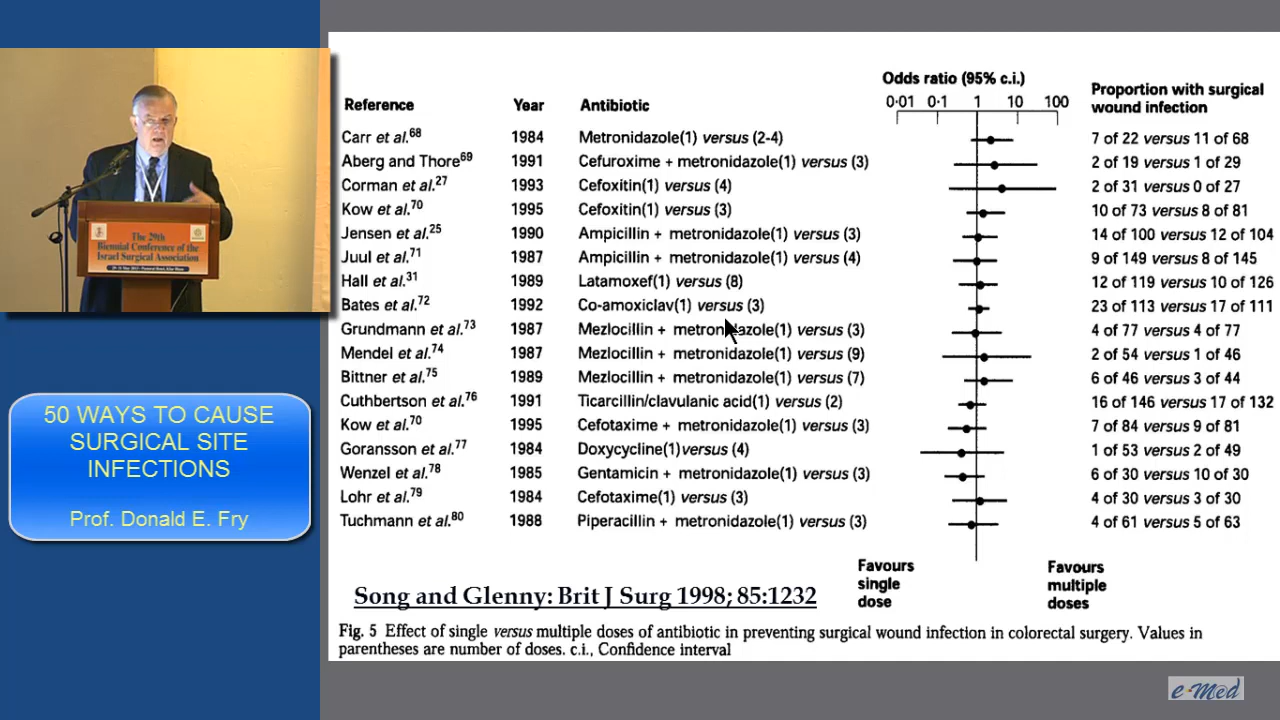 Odds ratio (95% c.i.)
0·01 0·1 1 10 100
Reference Year Antibiotic Proportion with surgical wound infection
Carr et al.68 1984 Metronidazole(1) versus (2-4) 7 of 22 versus 11 of 68
Aberg and Thore69 1991 Cefuroxime + metronidazole(1) versus (3) 2 of 19 versus 1 of 29
Corman et al.27 1993 Cefoxitin(1) versus (4) 2 of 31 versus 0 of 27
Kow et al.70 1995 Cefoxitin(1) versus (3) 10 of 73 versus 8 of 81
Jensen et al.25 1990 Ampicillin + metronidazole(1) versus (3) 14 of 100 versus 12 of 104
Juul et al.71 1987 Ampicillin + metronidazole(1) versus (4) 9 of 149 versus 8 of 145
Hall et al.31 1989 Latamoxef(1) versus (8) 12 of 119 versus 10 of 126
Bates et al.72 1992 Co-amoxiclav(1) versus (3) 23 of 113 versus 17 of 111
Grundmann et al.73 1987 Mezlocillin + metronidazole(1) versus (3) 4 of 77 versus 4 of 77
Mendel et al.74 1987 Mezlocillin + metronidazole(1) versus (9) 2 of 54 versus 1 of 46
Bittner et al.75 1989 Mezlocillin + metronidazole(1) versus (7) 6 of 46 versus 3 of 44
Cuthbertson et al.76 1991 Ticarcillin/clavulanic acid(1) versus (2) 16 of 146 versus 17 of 132
Kow et al.70 1995 Cefotaxime + metronidazole(1) versus (3) 7 of 84 versus 9 of 81
Goransson et al.77 1984 Doxycycline(1) versus (4) 1 of 53 versus 2 of 49
Wenzel et al.78 1985 Gentamicin + metronidazole(1) versus (3) 6 of 30 versus 10 of 30
Lohr et al.79 1984 Cefotaxime(1) versus (3) 4 of 30 versus 3 of 30
Tuchmann et al.80 1988 Piperacillin + metronidazole(1) versus (3) 4 of 61 versus 5 of 63
Favours single dose
Favours multiple doses
Song and Glenny: Brit J Surg 1998; 85:1232
Fig. 5 Effect of single versus multiple doses of antibiotic in preventing surgical wound infection in colorectal surgery. Values in
parentheses are number of doses. c.i., Confidence interval
The 29th
Biennial Conference of the
Israel Surgical Association
50 WAYS TO CAUSE
SURGICAL SITE
INFECTIONS
Prof. Donald E. Fry
e·Med